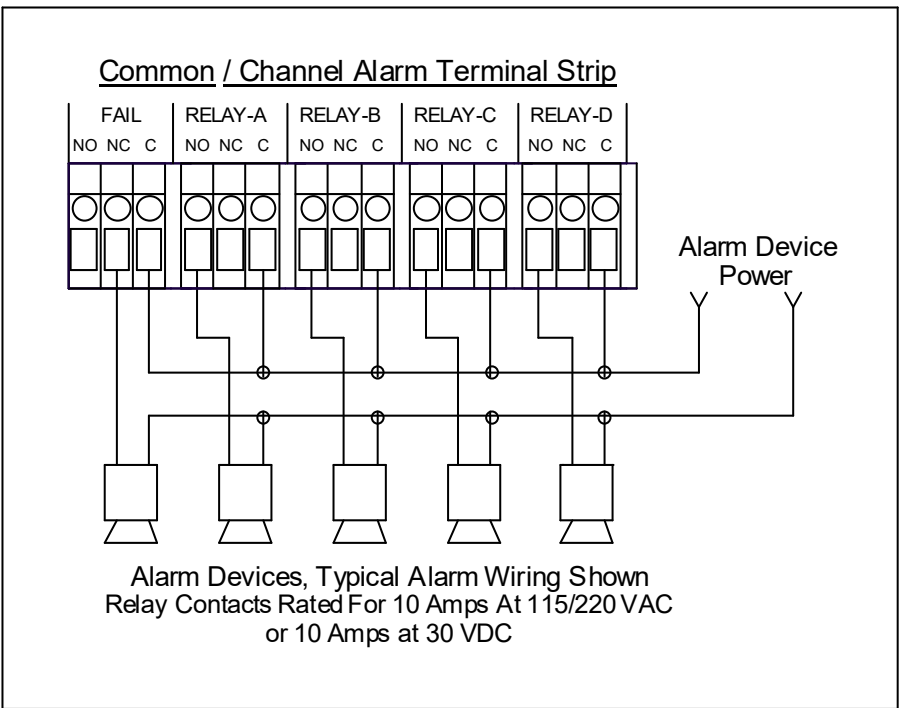 Common / Channel Alarm Terminal Strip
FAIL RELAY-A RELAY-B RELAY-C RELAY-D
NO NC C NO NC C NO NC C NO NC C NO NC C
Alarm Device
Power
Alarm Devices, Typical Alarm Wiring Shown
Relay Contacts Rated For 10 Amps At 115/220 VAC
or 10 Amps at 30 VDC